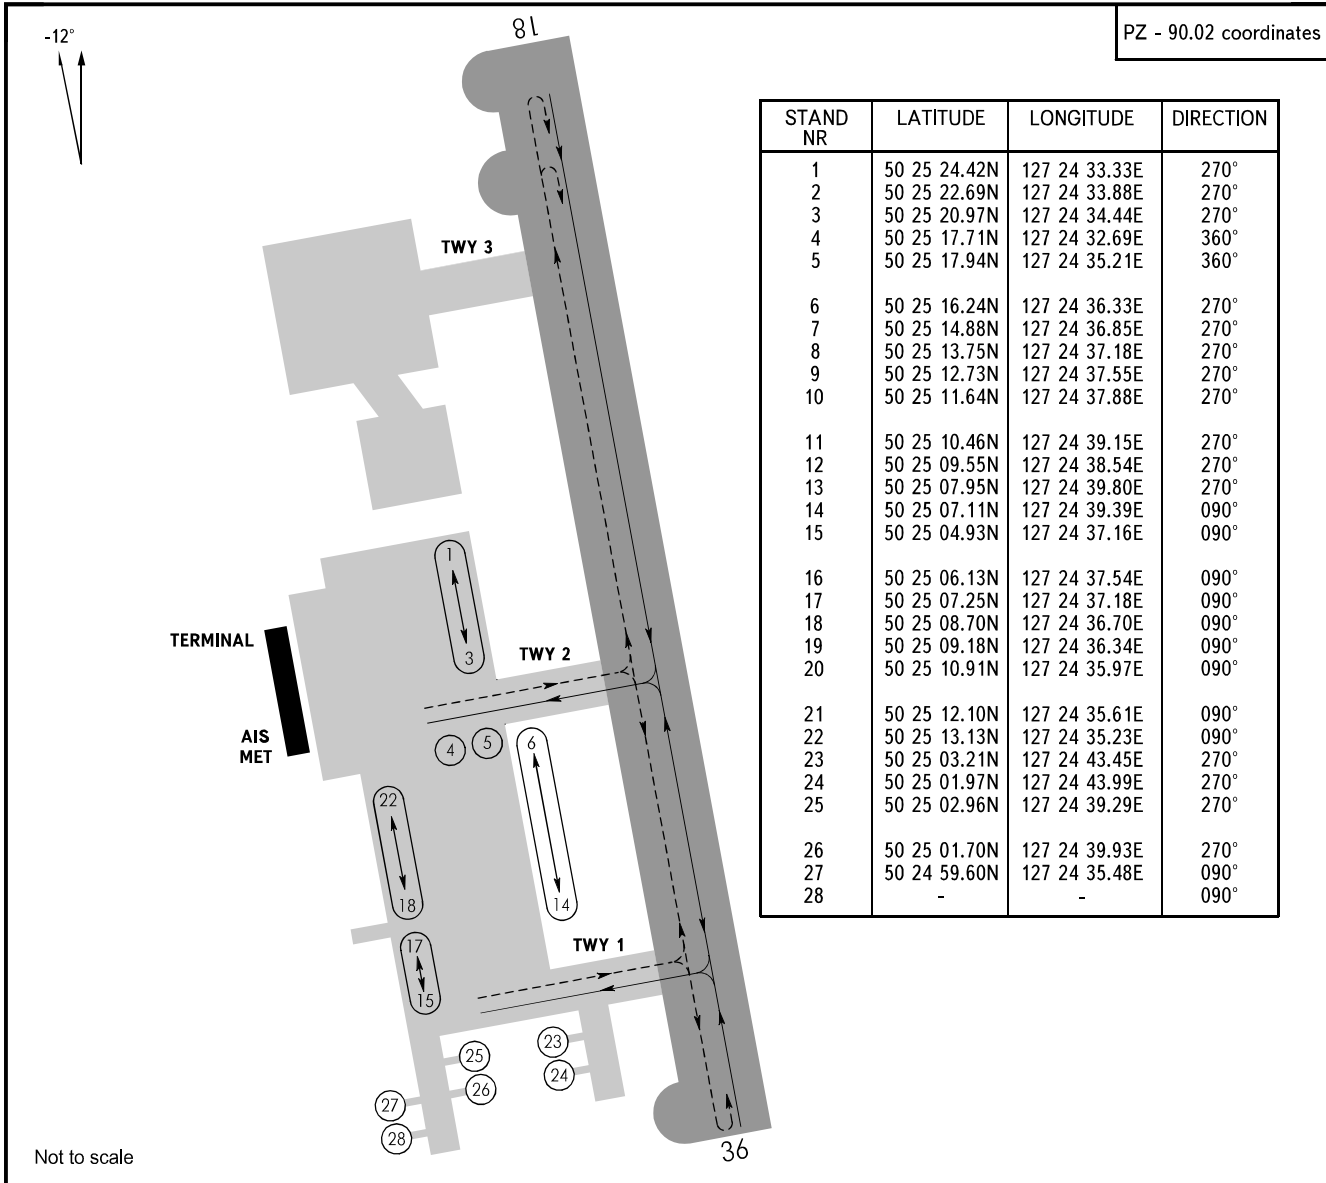 -12°
18
PZ - 90.02 coordinates
TWY 3
1
3
TERMINAL
TWY 2
AIS
MET
4
5
6
22
18
14
17
TWY 1
15
25
23
26
24
27
28
36
Not to scale
STAND NR LATITUDE LONGITUDE DIRECTION
1 50 25 24.42N 127 24 33.33E 270°
2 50 25 22.69N 127 24 33.88E 270°
3 50 25 20.97N 127 24 34.44E 270°
4 50 25 17.71N 127 24 32.69E 360°
5 50 25 17.94N 127 24 35.21E 360°
6 50 25 16.24N 127 24 36.33E 270°
7 50 25 14.88N 127 24 36.85E 270°
8 50 25 13.75N 127 24 37.18E 270°
9 50 25 12.73N 127 24 37.55E 270°
10 50 25 11.64N 127 24 37.88E 270°
11 50 25 10.46N 127 24 39.15E 270°
12 50 25 09.55N 127 24 38.54E 270°
13 50 25 07.95N 127 24 39.80E 270°
14 50 25 07.11N 127 24 39.39E 090°
15 50 25 04.93N 127 24 37.16E 090°
16 50 25 06.13N 127 24 37.54E 090°
17 50 25 07.25N 127 24 37.18E 090°
18 50 25 08.70N 127 24 36.70E 090°
19 50 25 09.18N 127 24 36.34E 090°
20 50 25 10.91N 127 24 35.97E 090°
21 50 25 12.10N 127 24 35.61E 090°
22 50 25 13.13N 127 24 35.23E 090°
23 50 25 03.21N 127 24 43.45E 270°
24 50 25 01.97N 127 24 43.99E 270°
25 50 25 02.96N 127 24 39.29E 270°
26 50 25 01.70N 127 24 39.93E 270°
27 50 24 59.60N 127 24 35.48E 090°
28 - - 090°